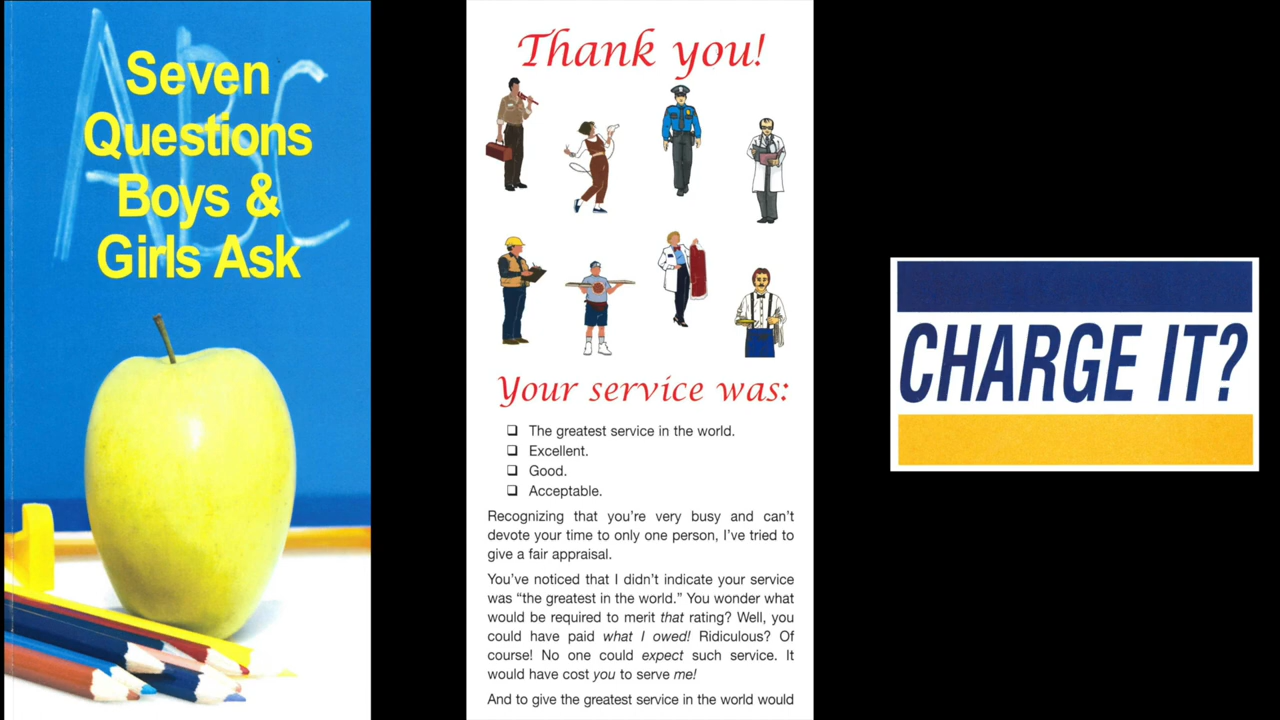 ABC
Seven
Questions
Boys &
Girls Ask
Thank you!
Your service was:
❑ The greatest service in the world.
❑ Excellent.
❑ Good.
❑ Acceptable.
Recognizing that you’re very busy and can’t
devote your time to only one person, I’ve tried to
give a fair appraisal.
You’ve noticed that I didn’t indicate your service
was “the greatest in the world.” You wonder what
would be required to merit that rating? Well, you
could have paid what I owed! Ridiculous? Of
course! No one could expect such service. It
would have cost you to serve me!
And to give the greatest service in the world would
CHARGE IT?